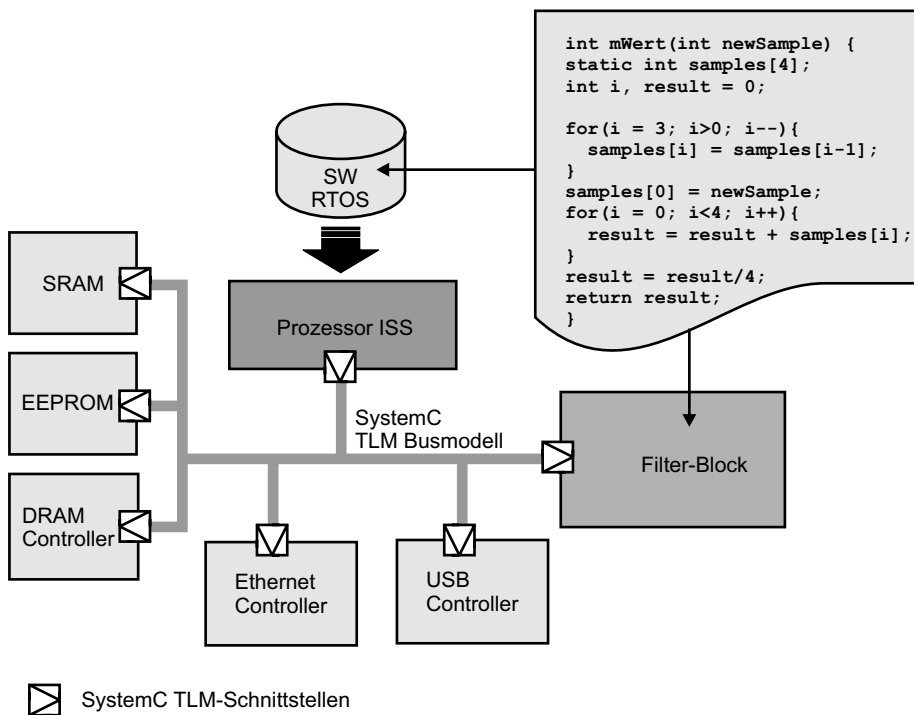 int mWert(int newSample) {
static int samples[4];
int i, result = 0;

for(i = 3; i>0; i--){
  samples[i] = samples[i-1];
}
samples[0] = newSample;
for(i = 0; i<4; i++){
  result = result + samples[i];
}
result = result/4;
return result;
}
SW
RTOS
SRAM
Prozessor ISS
EEPROM
SystemC
TLM Busmodell
Filter-Block
DRAM
Controller
Ethernet
Controller
USB
Controller
SystemC TLM-Schnittstellen